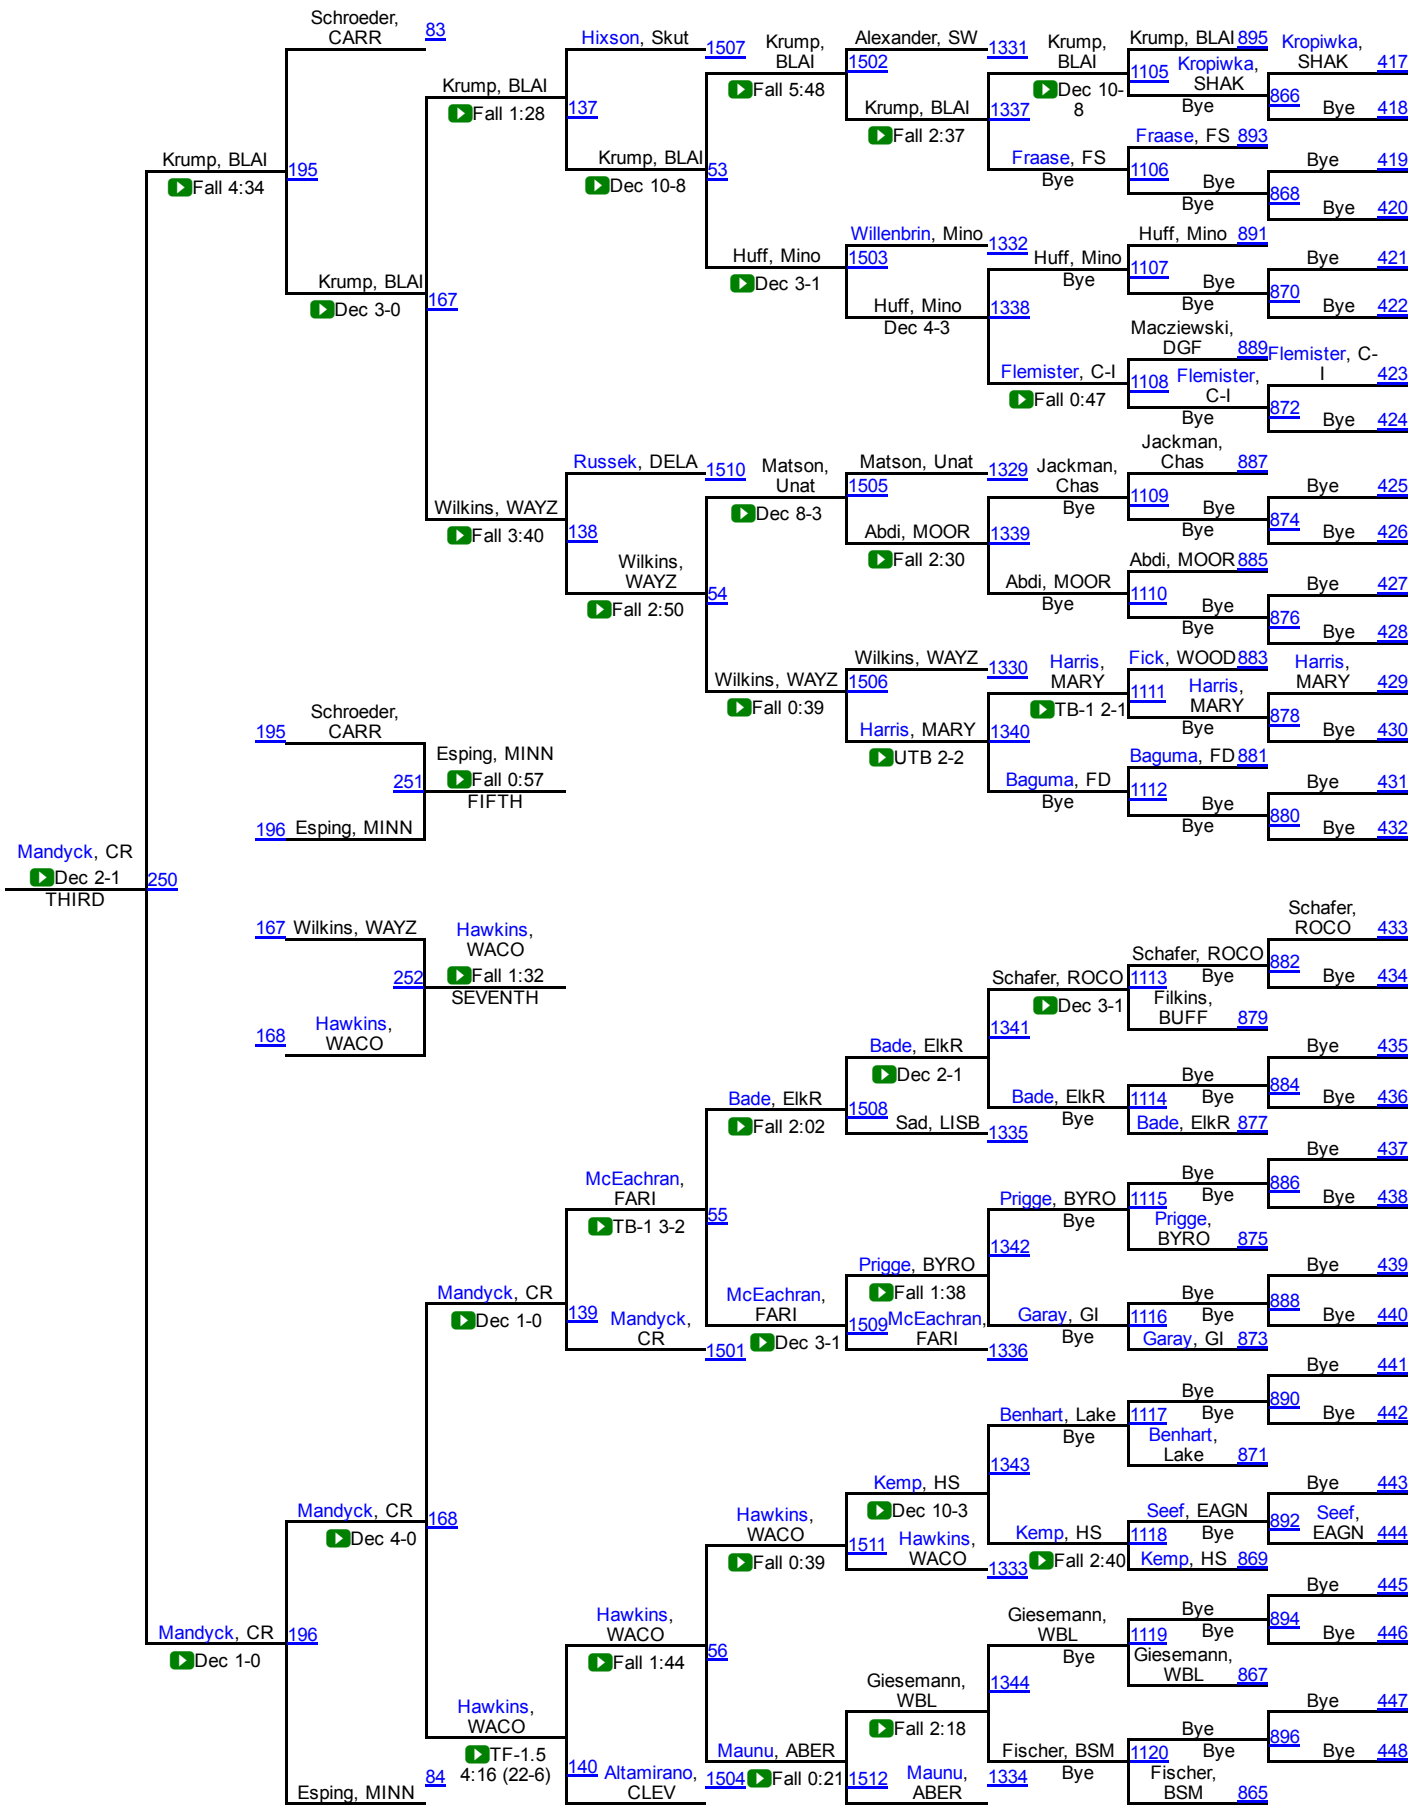 Schroeder,
CARR 83
Hixson, Skut 1507
Krump,
BLAI
Alexander, SW 1331
1502
Krump,
BLAI
Krump, BLAI 895
Kropiwka,
SHAK 417
1105 Kropiwka,
SHAK
Bye
866
Bye 418
Krump, BLAI
Fall 1:28
137
Fall 5:48
Krump, BLAI
Fall 2:37
1337
Dec 10-
8
Krump, BLAI
Dec 10-8
53
Fraase, FS
Bye
Fraase, FS 893
1106 Bye
Bye
Bye 419
868
Bye 420
Krump, BLAI
Fall 4:34
195
Huff, Mino
Dec 3-1
Willenbrin, Mino 1332
1503
Huff, Mino
Bye
Huff, Mino 891
1107 Bye
Bye
Bye 421
870
Bye 422
Krump, BLAI
Dec 3-0
167
Huff, Mino
Dec 4-3
1338
Macziewski,
DGF 889
Flemister, C-
I 423
Flemister, C-I
Fall 0:47
1108 Flemister,
C-I
Bye
872
Bye 424
Russek, DELA 1510
Matson,
Unat
Matson, Unat 1329
1505
Jackman,
Chas
Bye
Jackman,
Chas 887
1109 Bye
Bye
Bye 425
874
Bye 426
Wilkins, WAYZ
Fall 3:40
138
Dec 8-3
Abdi, MOOR
Fall 2:30
1339
Wilkins,
WAYZ
Fall 2:50
54
Abdi, MOOR
Bye
Abdi, MOOR 885
1110 Bye
Bye
Bye 427
876
Bye 428
Wilkins, WAYZ
Fall 0:39
Wilkins, WAYZ 1330
1506
Harris,
MARY
TB-1 2-1
Fick, WOOD 883
1111 Harris,
MARY
Bye
Harris,
MARY 429
878
Bye 430
Harris, MARY
UTB 2-2
1340
Baguma, FD
Bye
Baguma, FD 881
1112 Bye
Bye
Bye 431
880
Bye 432
195 Schroeder,
CARR
251
Esping, MINN
Fall 0:57
FIFTH
196 Esping, MINN
Mandyck, CR
Dec 2-1
THIRD
250
167 Wilkins, WAYZ
252
Hawkins,
WACO
Fall 1:32
SEVENTH
168 Hawkins,
WACO
Schafer,
ROCO 433
Schafer, ROCO
Dec 3-1
Schafer, ROCO
1113 Bye
Filkins,
BUFF 879
882
Bye 434
1341
Bade, ElkR
Dec 2-1
Bye 435
Bade, ElkR
Bye
Bye
1114 Bye
Bade, ElkR 877
884
Bye 436
Bade, ElkR
Fall 2:02
1508
Sad, LISB 1335
Bye 437
McEachran,
FARI
TB-1 3-2
55
Prigge, BYRO
Bye
Bye
1115 Bye
Prigge,
BYRO 875
886
Bye 438
1342
Prigge, BYRO
Fall 1:38
Bye 439
Mandyck, CR
Dec 1-0
139 Mandyck,
CR 1501
McEachran,
FARI
Dec 3-1
1509 McEachran,
FARI 1336
Garay, GI
Bye
Bye
1116 Bye
Garay, GI 873
888
Bye 440
Bye 441
Benhart, Lake
Bye
Bye
1117 Bye
Benhart,
Lake 871
890
Bye 442
1343
Kemp, HS
Dec 10-3
Bye 443
Mandyck, CR
Dec 4-0
168
Hawkins,
WACO
Fall 0:39
1511 Hawkins,
WACO 1333
Kemp, HS
Fall 2:40
Seef, EAGN
1118 Bye
Kemp, HS 869
892 Seef,
EAGN 444
Bye 445
Mandyck, CR
Dec 1-0
196
Hawkins,
WACO
Fall 1:44
56
Giesemann,
WBL
Bye
Bye
1119 Bye
Giesemann,
WBL 867
894
Bye 446
1344
Giesemann,
WBL
Fall 2:18
Bye 447
Hawkins,
WACO
TF-1.5
4:16 (22-6)
140 Altamirano,
CLEV 1504
Maunu, ABER
Fall 0:21
1512 Maunu,
ABER 1334
Fischer, BSM
Bye
Bye
1120 Bye
Fischer,
BSM 865
896
Bye 448
Esping, MINN 84